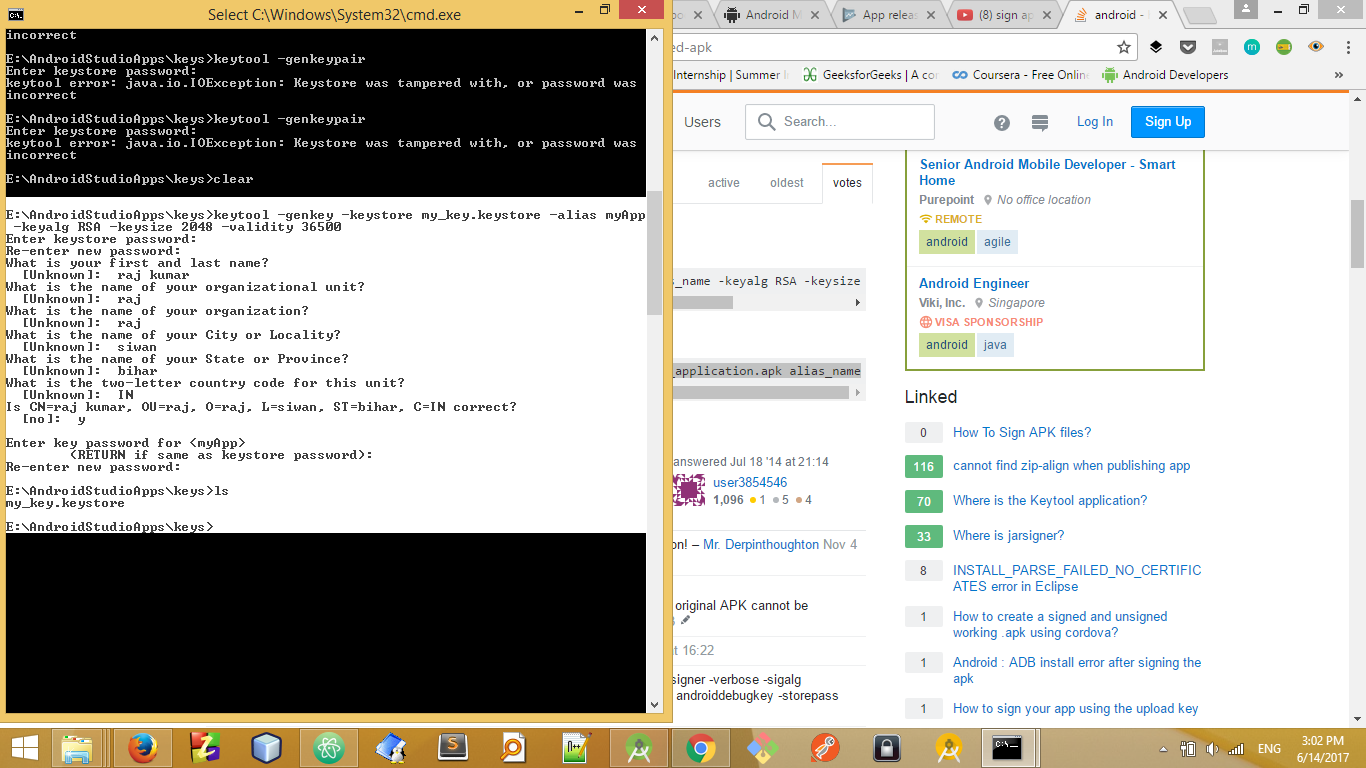 Select C:\Windows\System32\cmd.exe
incorrect
E:\AndroidStudioApps\keys>keytool -genkeypair
Enter keystore password:
keytool error: java.io.IOException: Keystore was tampered with, or password was
incorrect
E:\AndroidStudioApps\keys>keytool -genkeypair
Enter keystore password:
keytool error: java.io.IOException: Keystore was tampered with, or password was
incorrect
E:\AndroidStudioApps\keys>clear
E:\AndroidStudioApps\keys>keytool -genkey -keystore my_key.keystore -alias myApp
-keyalg RSA -keysize 2048 -validity 36500
Enter keystore password:
Re-enter new password:
What is your first and last name?
[Unknown]:  raj kumar
What is the name of your organizational unit?
[Unknown]:  raj
What is the name of your organization?
[Unknown]:  raj
What is the name of your City or Locality?
[Unknown]:  siwan
What is the name of your State or Province?
[Unknown]:  bihar
What is the two-letter country code for this unit?
[Unknown]:  IN
Is CN=raj kumar, OU=raj, O=raj, L=siwan, ST=bihar, C=IN correct?
[no]:  y
Enter key password for <myApp>
(RETURN if same as keystore password):
Re-enter new password:
E:\AndroidStudioApps\keys>ls
my_key.keystore
E:\AndroidStudioApps\keys>
Android M
App relea
(8) sign ap
android -
ed-apk
Internship | Summer I
GeeksforGeeks | A co
Coursera - Free Onlin
Android Developers
»
Users
Search...
Log In
Sign Up
active
oldest
votes
s_name -keyalg RSA -keysize
_application.apk alias_name
answered Jul 18 '14 at 21:14
user3854546
1,096 1 5 4
on! – Mr. Derpinthoughton Nov 4
original APK cannot be
at 16:22
signer -verbose -sigalg
androiddebugkey -storepass
Senior Android Mobile Developer - Smart
Home
Purepoint No office location
REMOTE
android agile
Android Engineer
Viki, Inc. Singapore
VISA SPONSORSHIP
android java
Linked
0 How To Sign APK files?
116 cannot find zip-align when publishing app
70 Where is the Keytool application?
33 Where is jarsigner?
8 INSTALL_PARSE_FAILED_NO_CERTIFIC
ATES error in Eclipse
1 How to create a signed and unsigned
working .apk using cordova?
1 Android : ADB install error after signing the
apk
1 How to sign your app using the upload key
ENG
3:02 PM
6/14/2017